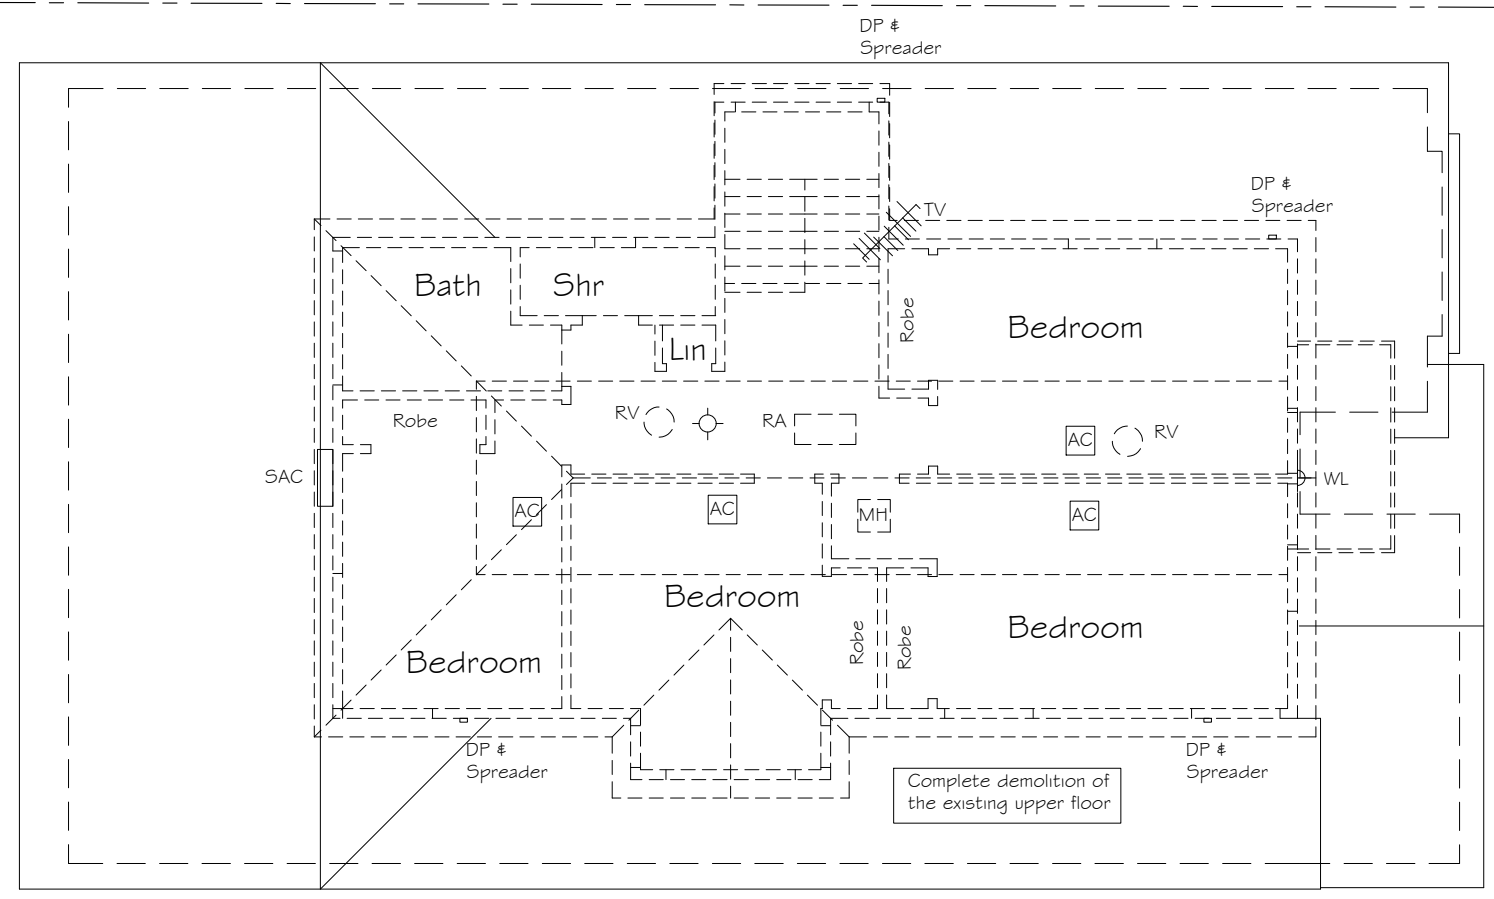 DP &
Spreader
DP &
Spreader
TV
Bath
Shr
Lin
Robe
Bedroom
Robe
RV
RA
AC
RV
SAC
AC
AC
MH
AC
WL
Bedroom
Bedroom
Robe
Robe
Bedroom
DP &
Spreader
DP &
Spreader
Complete demolition of
the existing upper floor